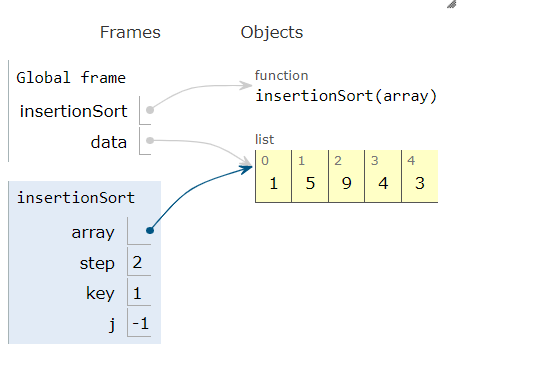 Frames Objects
Global frame
insertionSort
data
function
insertionSort(array)
list
0 1 2 3 4
1 5 9 4 3
insertionSort
array
step 2
key 1
j -1